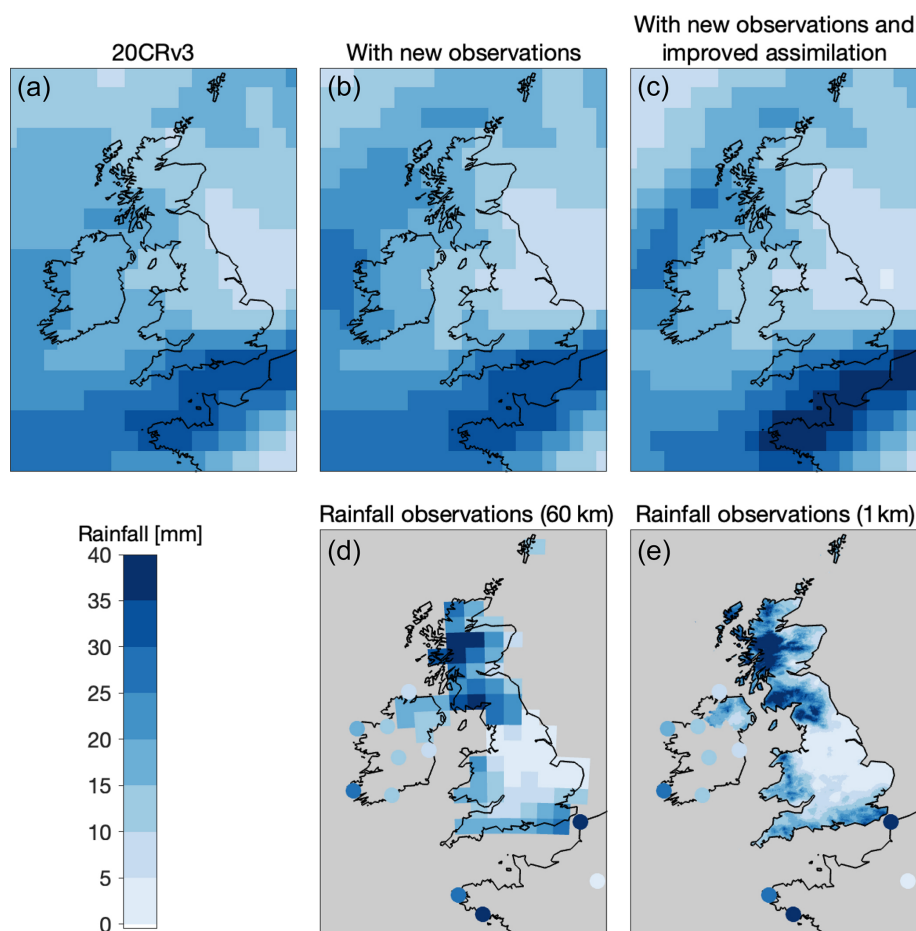 20CRv3
With new observations
With new observations and
improved assimilation
(a)
(b)
(c)
Rainfall [mm]
40
35
30
25
20
15
10
5
0
Rainfall observations (60 km)
Rainfall observations (1 km)
(d)
(e)